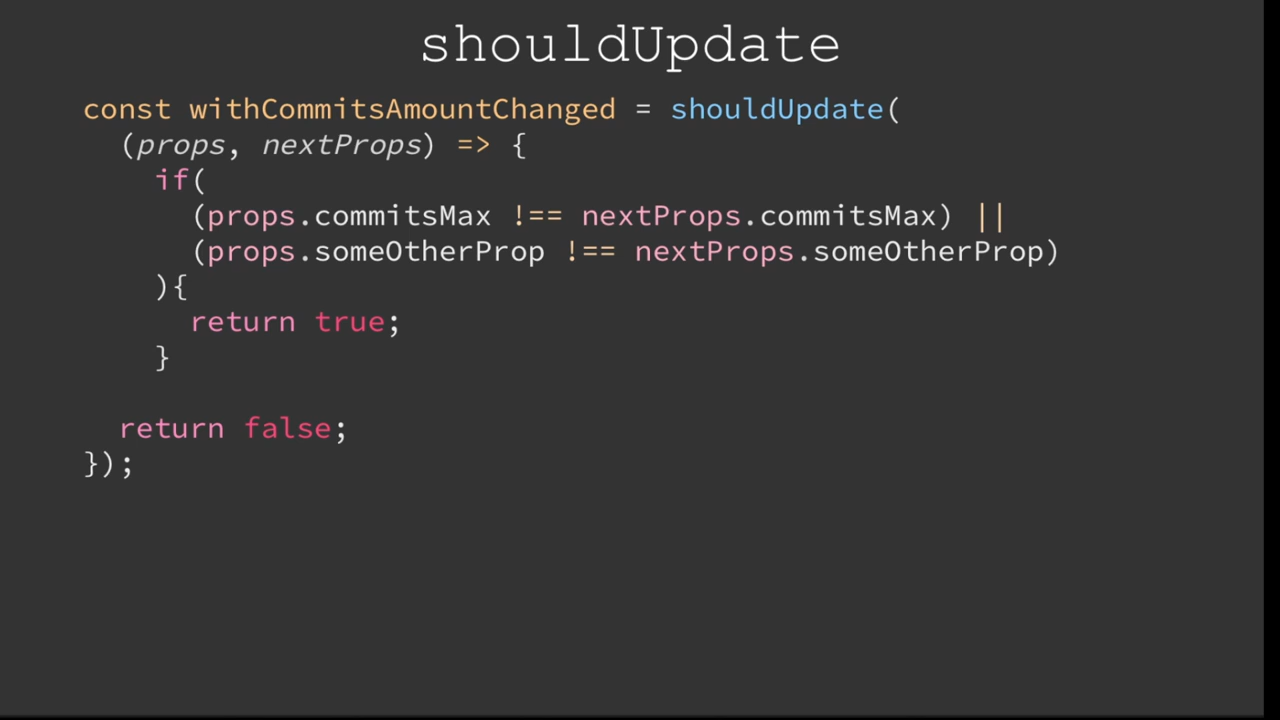 shouldUpdate
const withCommitsAmountChanged = shouldUpdate(
(props, nextProps) => {
if(
(props.commitsMax !== nextProps.commitsMax) ||
(props.someOtherProp !== nextProps.someOtherProp)
){
return true;
}
return false;
});